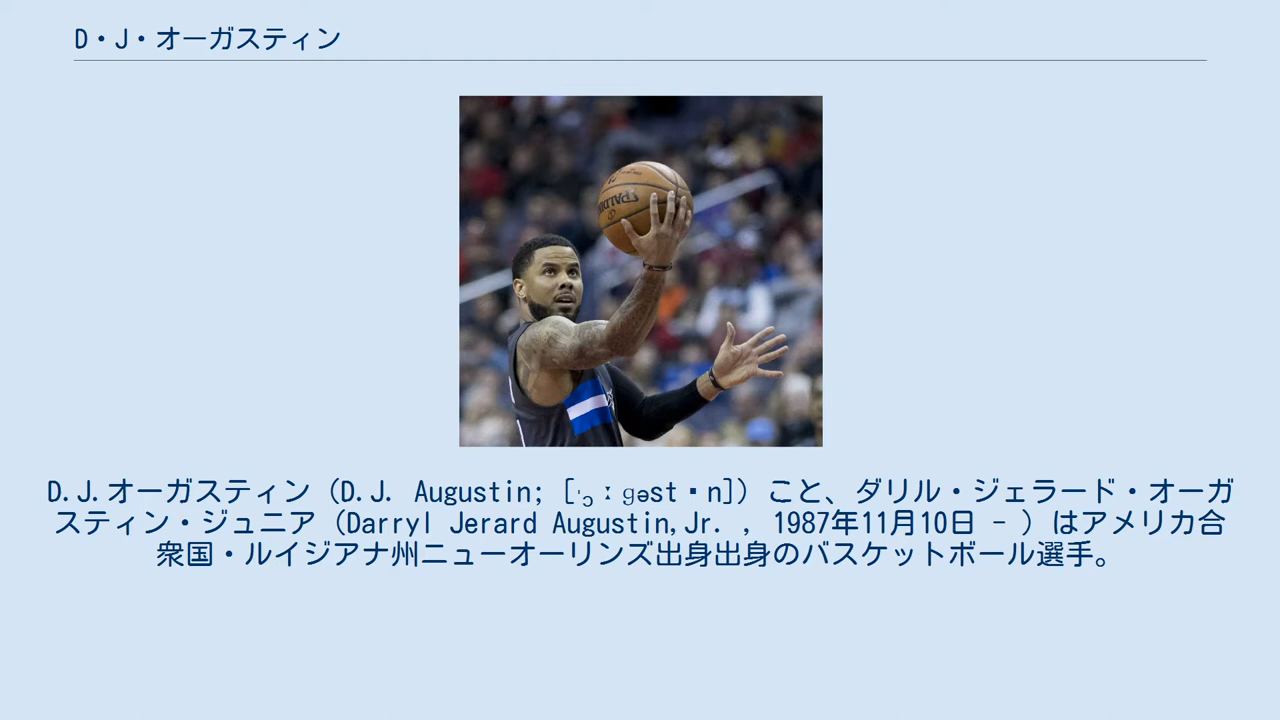 D・J・オーガスティン
SPALDING
D.J.オーガスティン（D.J. Augustin; [ˈɔːɡəst▪n]）こと、ダリル・ジェラード・オーガ
スティン・ジュニア（Darryl Jerard Augustin,Jr. , 1987年11月10日 - ）はアメリカ合
衆国・ルイジアナ州ニューオーリンズ出身出身のバスケットボール選手。